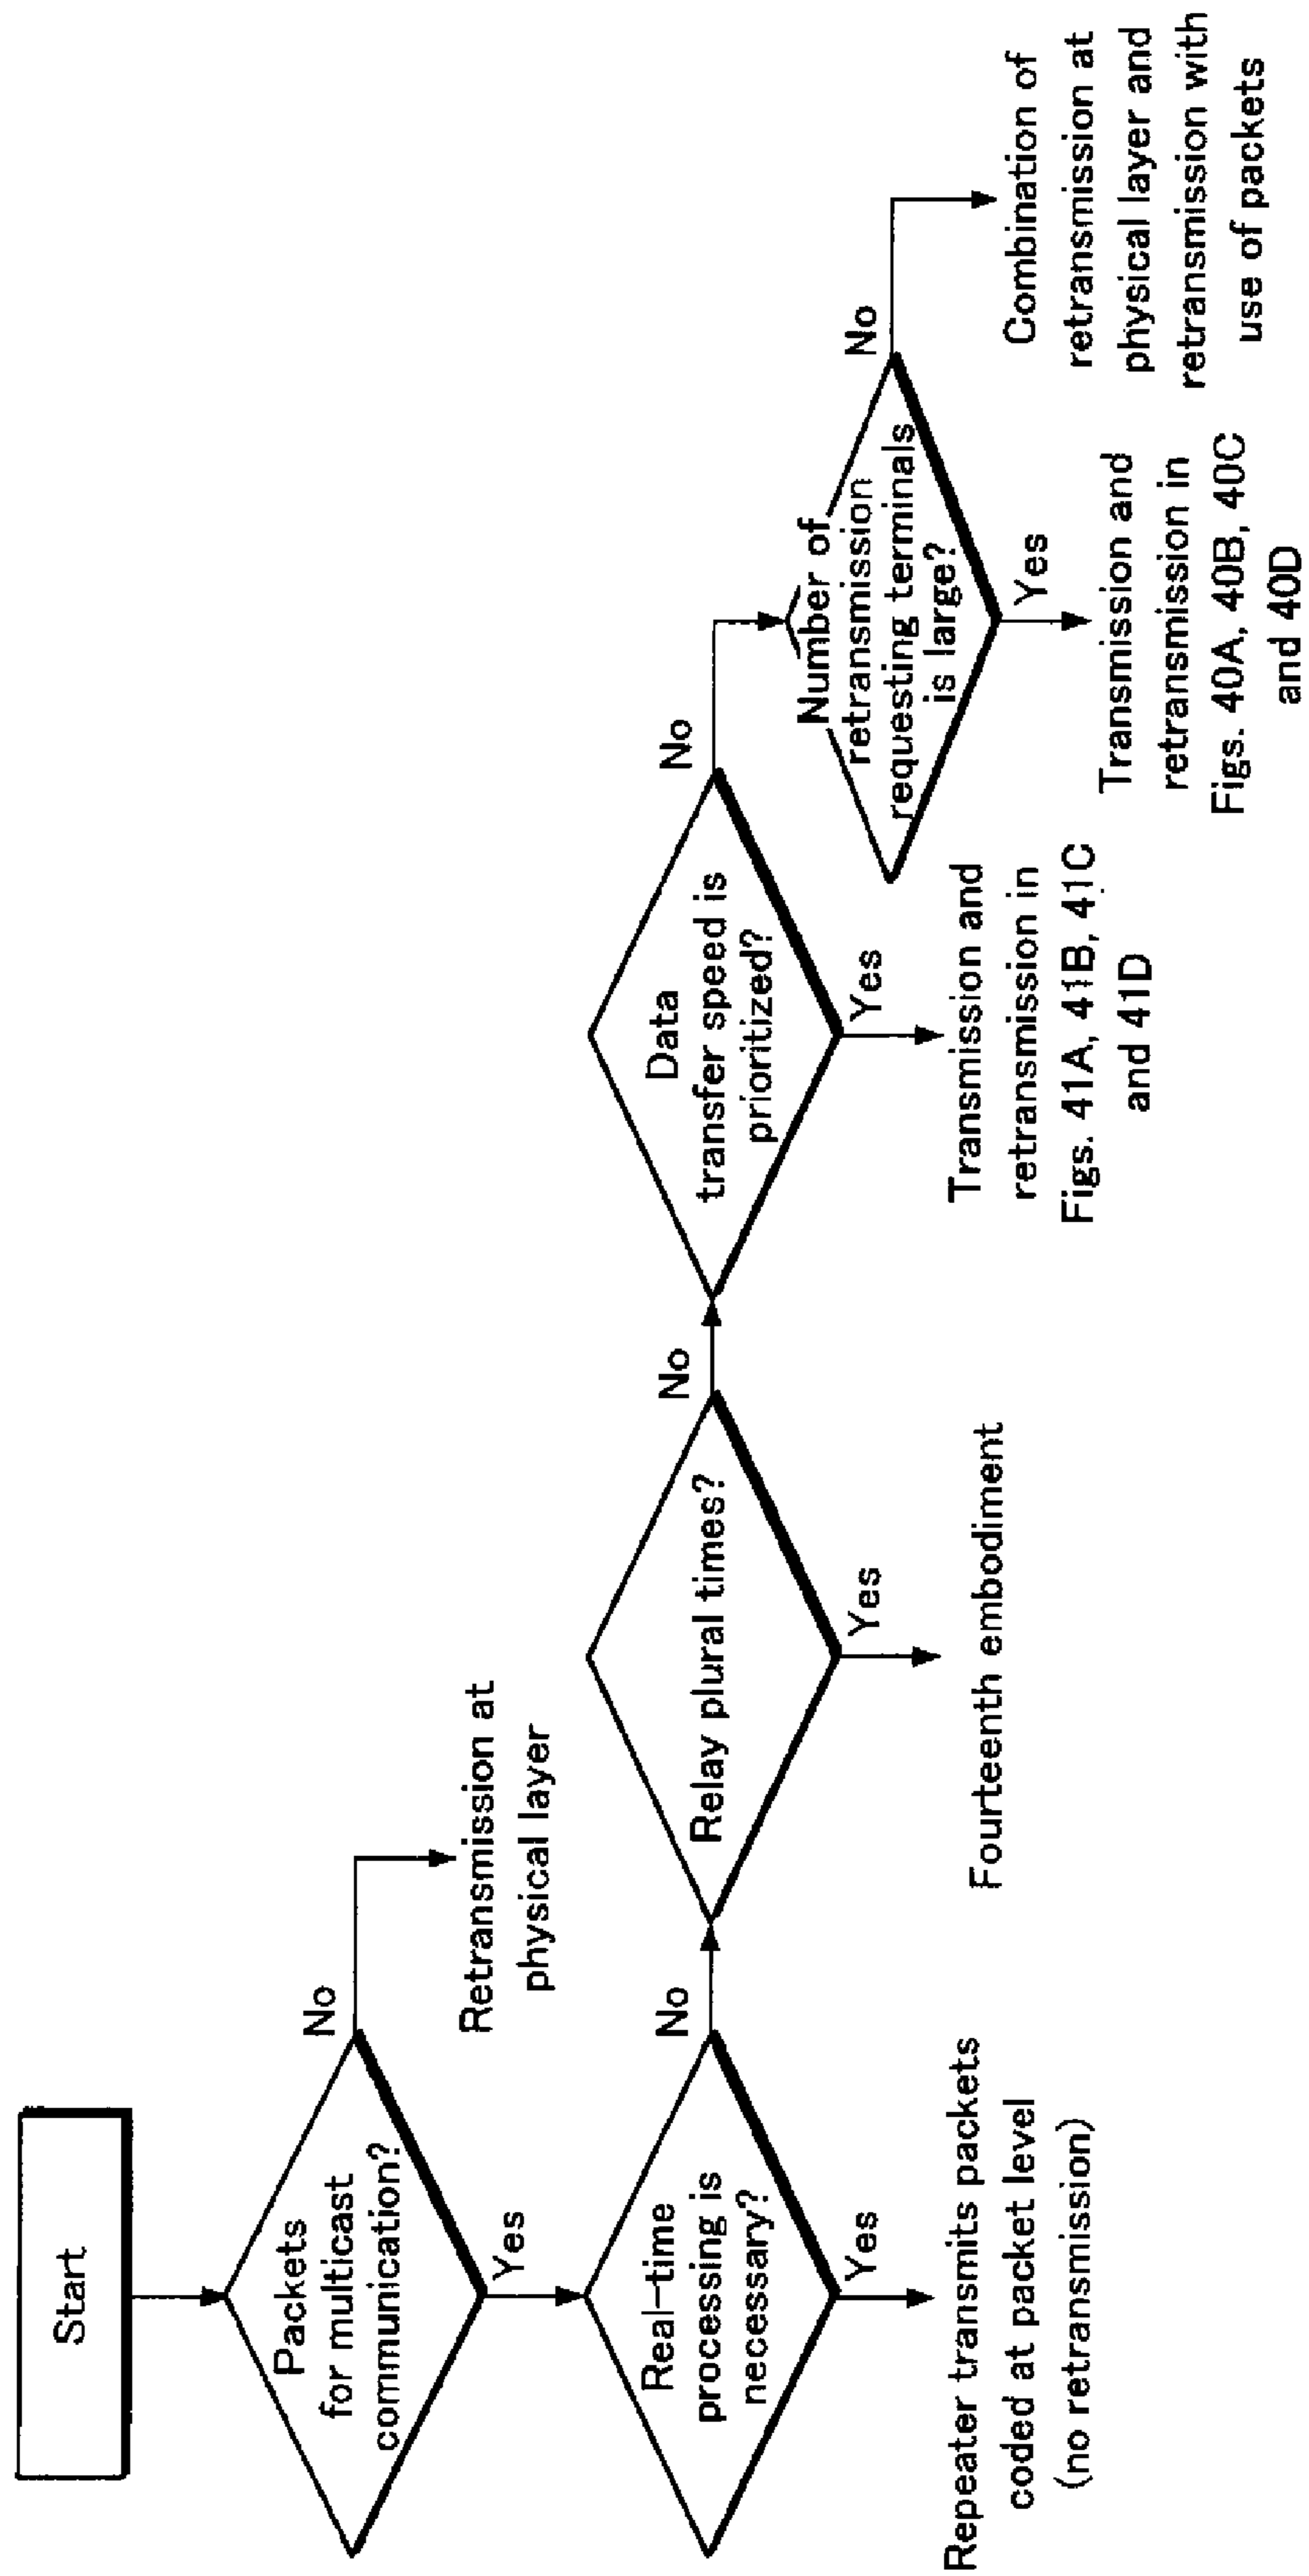 Start
Packets
for multicast
communication?
No
Retransmission at
physical layer
Yes
Real-time
processing is
necessary?
Yes
Repeater transmits packets
coded at packet level
(no retransmission)
No
Relay plural times?
Yes
Fourteenth embodiment
No
Data
transfer speed is
prioritized?
Yes
Transmission and
retransmission in
Figs. 41A, 41B, 41C
and 41D
No
Number of
retransmission
requesting terminals
is large?
Yes
Transmission and
retransmission in
Figs. 40A, 40B, 40C
and 40D
No
Combination of
retransmission at
physical layer and
retransmission with
use of packets